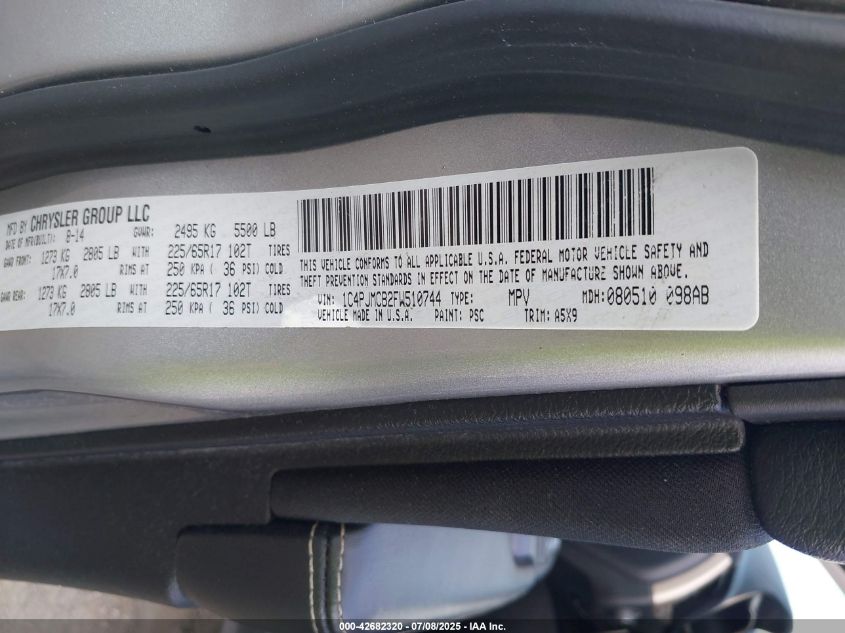 MFD BY CHRYSLER GROUP LLC
DATE OF MFR(BUILT): 8-14 GVWR: 2495 KG 5500 LB
GAWR FRONT: 1273 KG 2805 LB WITH 225/65R17 102T TIRES
17X7.0 RIMS AT 250 KPA ( 36 PSI) COLD
GAWR REAR: 1273 KG 2805 LB WITH 225/65R17 102T TIRES
17X7.0 RIMS AT 250 KPA ( 36 PSI) COLD
THIS VEHICLE CONFORMS TO ALL APPLICABLE U.S.A. FEDERAL MOTOR VEHICLE SAFETY AND
THEFT PREVENTION STANDARDS IN EFFECT ON THE DATE OF MANUFACTURE SHOWN ABOVE.
VIN: 1C4PJMCB2FW510744 TYPE: MPV MDH: 080510 098AB
VEHICLE MADE IN U.S.A. PAINT: PSC TRIM: A5X9
000-42682320 - 07/08/2025 - IAA Inc.